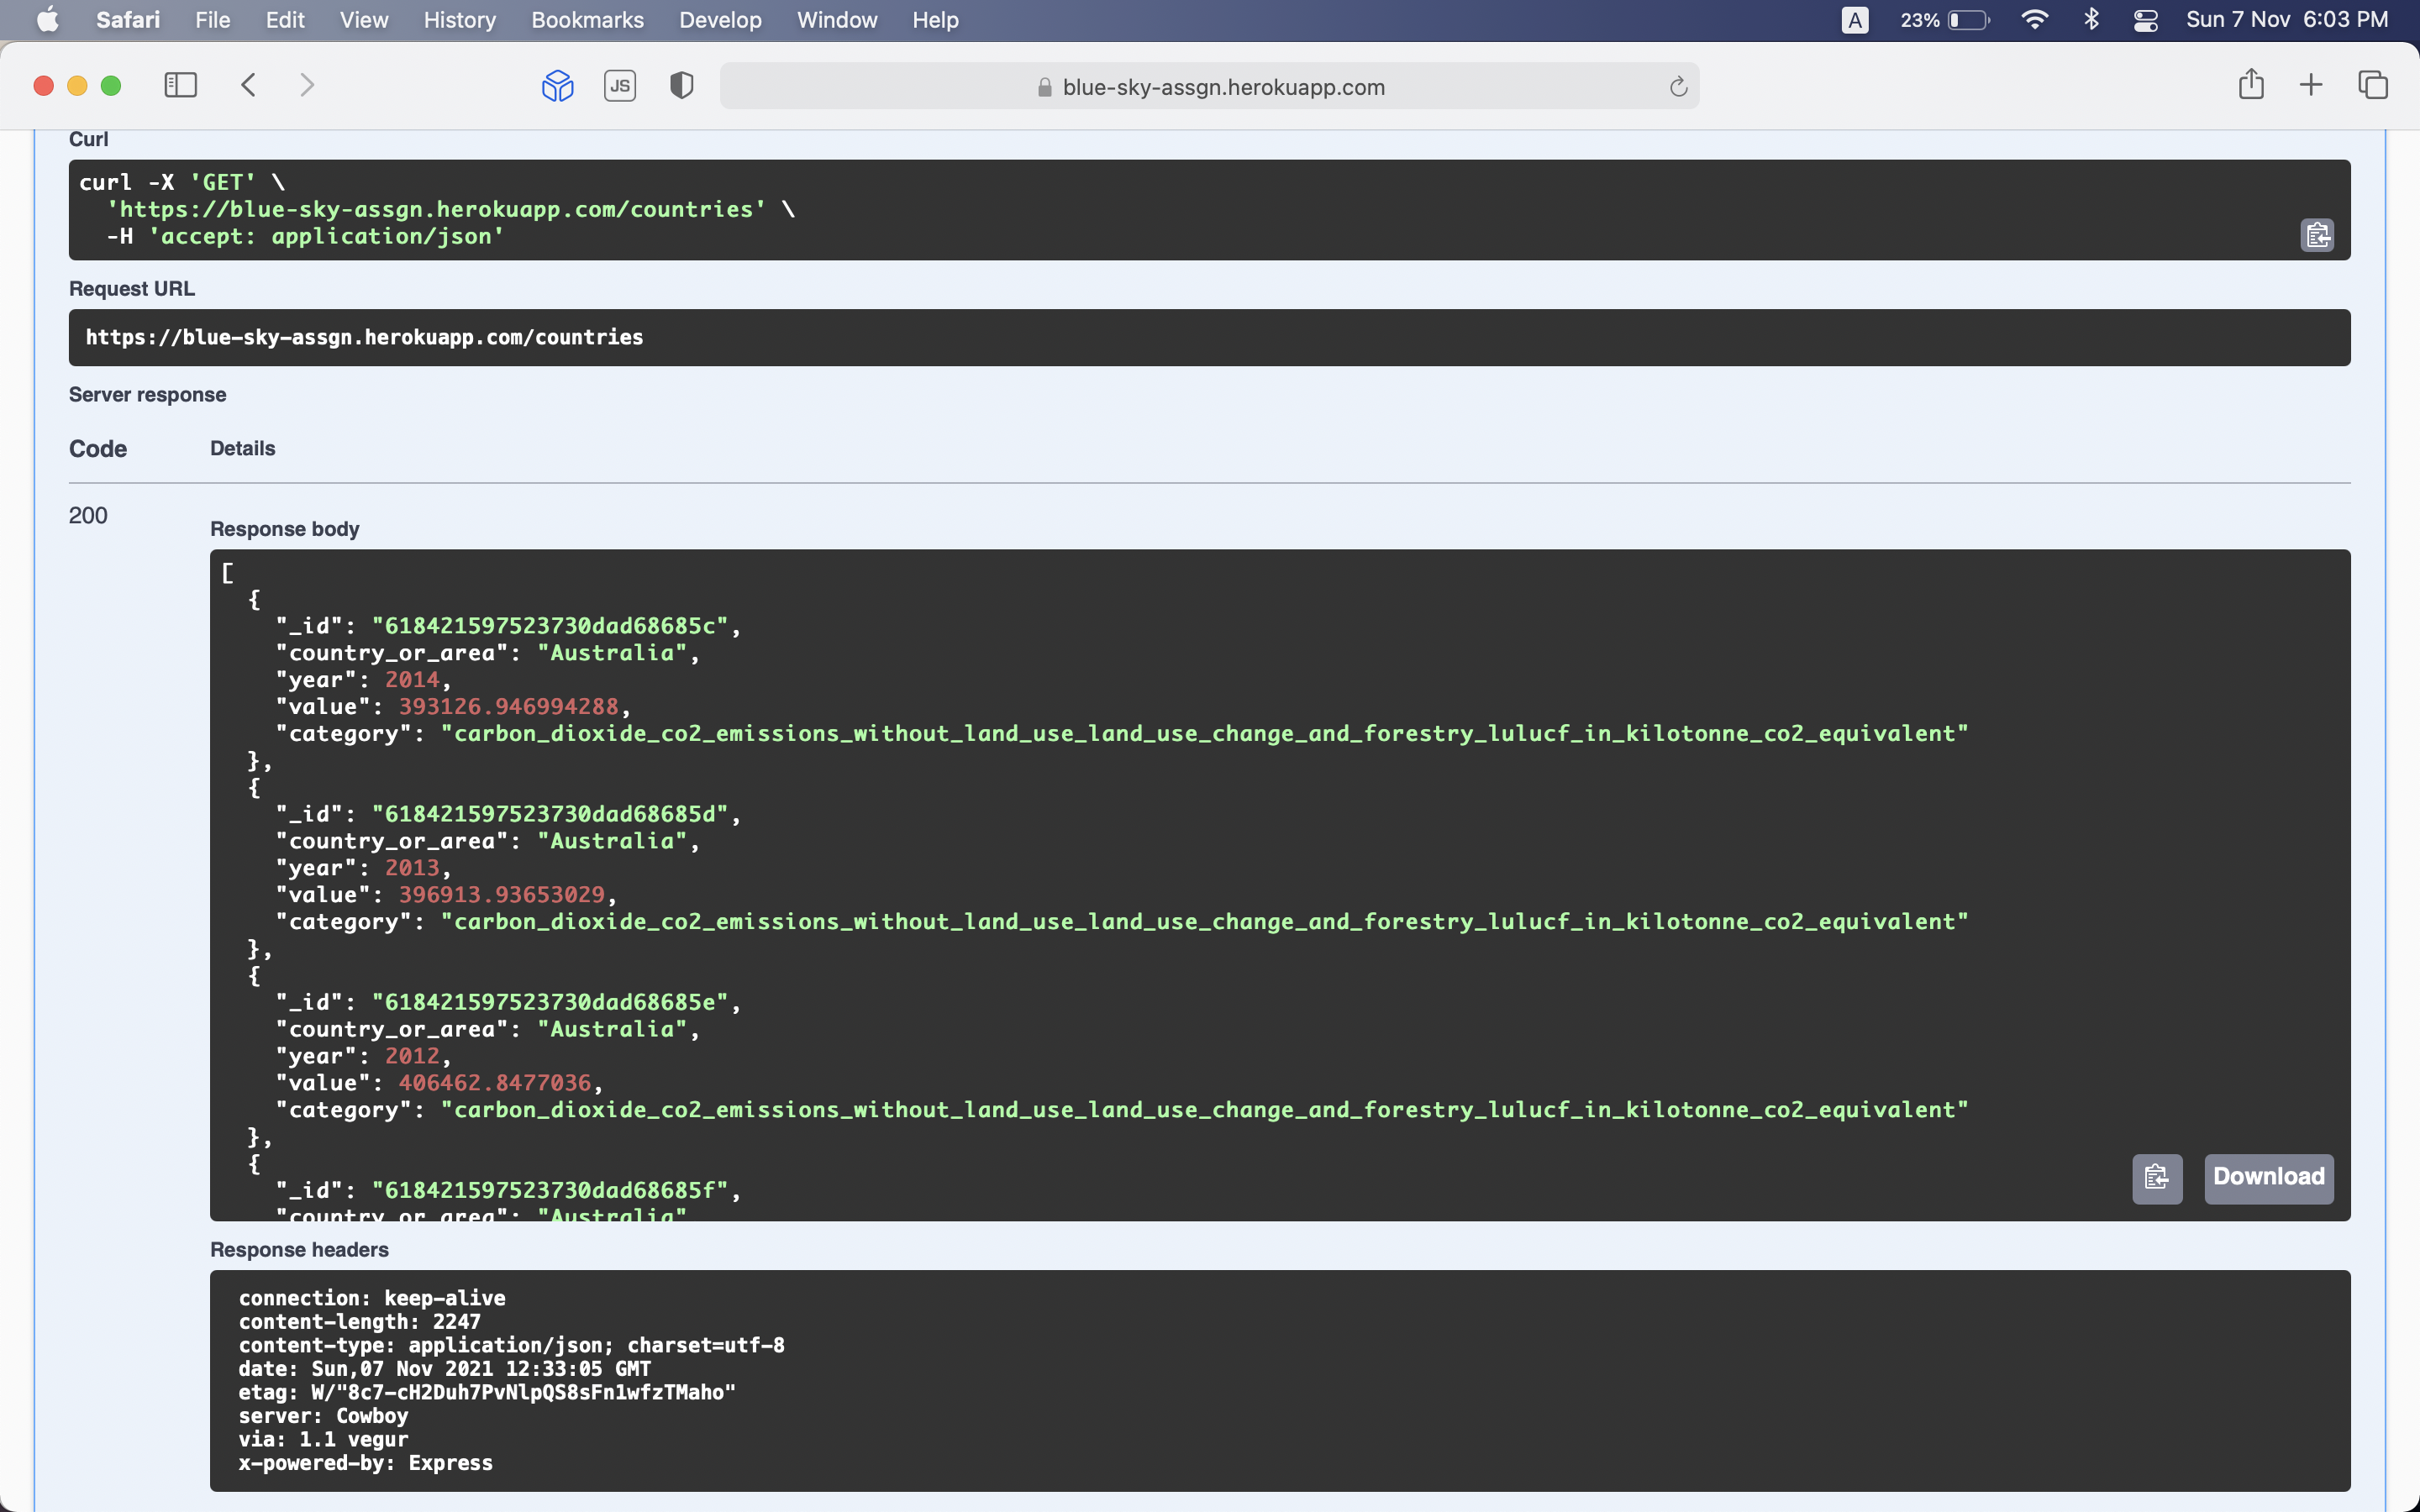 Safari File Edit View History Bookmarks Develop Window Help A 23% Sun 7 Nov 6:03 PM
JS blue-sky-assgn.herokuapp.com
Curl
curl -X 'GET' \
'https://blue-sky-assgn.herokuapp.com/countries' \
-H 'accept: application/json'
Request URL
https://blue-sky-assgn.herokuapp.com/countries
Server response
Code Details
200
Response body
[
{
"_id": "618421597523730dad68685c",
"country_or_area": "Australia",
"year": 2014,
"value": 393126.946994288,
"category": "carbon_dioxide_co2_emissions_without_land_use_land_use_change_and_forestry_lulucf_in_kilotonne_co2_equivalent"
},
{
"_id": "618421597523730dad68685d",
"country_or_area": "Australia",
"year": 2013,
"value": 396913.93653029,
"category": "carbon_dioxide_co2_emissions_without_land_use_land_use_change_and_forestry_lulucf_in_kilotonne_co2_equivalent"
},
{
"_id": "618421597523730dad68685e",
"country_or_area": "Australia",
"year": 2012,
"value": 406462.8477036,
"category": "carbon_dioxide_co2_emissions_without_land_use_land_use_change_and_forestry_lulucf_in_kilotonne_co2_equivalent"
},
{
"_id": "618421597523730dad68685f",
"country_or_area": "Australia"
Download
Response headers
connection: keep-alive
content-length: 2247
content-type: application/json; charset=utf-8
date: Sun,07 Nov 2021 12:33:05 GMT
etag: W/"8c7-cH2Duh7PvNlpQS8sFn1wfzTMaho"
server: Cowboy
via: 1.1 vegur
x-powered-by: Express